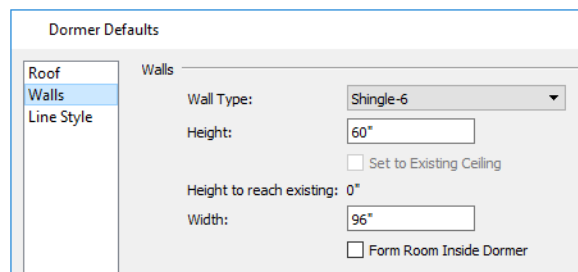 Dormer Defaults
Roof
Walls
Line Style
Walls
Wall Type: Shingle-6
Height: 60"
Set to Existing Ceiling
Height to reach existing: 0"
Width: 96"
Form Room Inside Dormer